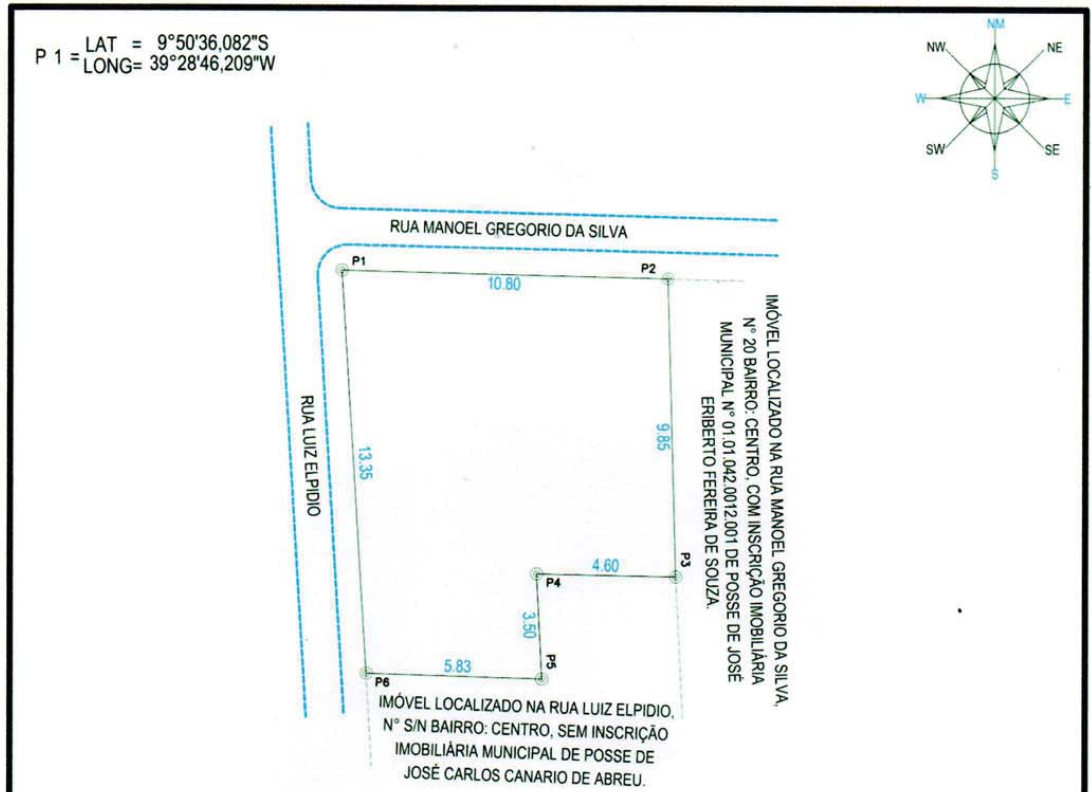 P 1 = LAT = 9°50'36,082"S
LONG= 39°28'46,209"W
NM
NW
NE
W
E
SW
SE
S
RUA MANOEL GREGORIO DA SILVA
P1
P2
10.80
IMÓVEL LOCALIZADO NA RUA MANOEL GREGORIO DA SILVA,
N° 20 BAIRRO: CENTRO, COM INSCRIÇÃO IMOBILIÁRIA
MUNICIPAL N° 01.01.042.0012.001 DE POSSE DE JOSÉ
ERIBERTO FEREIRA DE SOUZA.
9.85
13.35
RUA LUIZ ELPIDIO
P3
4.60
P4
3.50
P5
5.83
P6
IMÓVEL LOCALIZADO NA RUA LUIZ ELPIDIO,
N° S/N BAIRRO: CENTRO, SEM INSCRIÇÃO
IMOBILIÁRIA MUNICIPAL DE POSSE DE
JOSÉ CARLOS CANARIO DE ABREU.